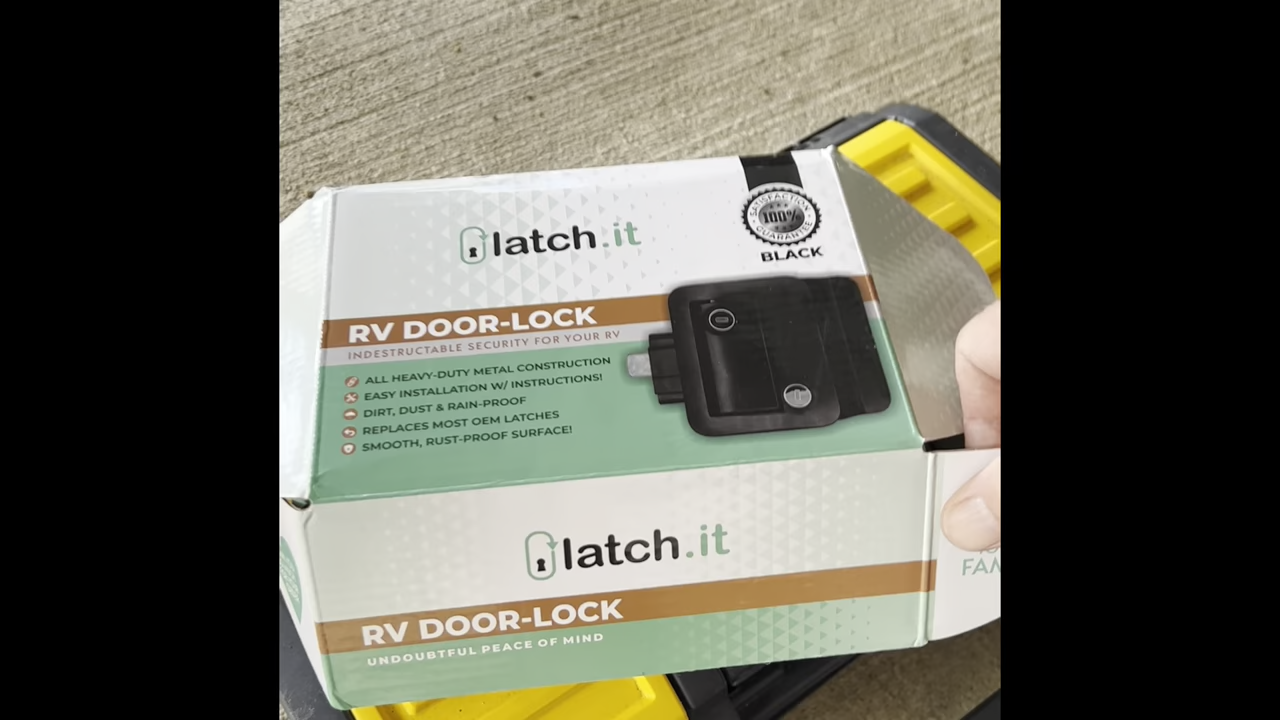 latch.it
SATISFACTION
100%
GUARANTEE
BLACK
RV DOOR-LOCK
INDESTRUCTABLE SECURITY FOR YOUR RV
ALL HEAVY-DUTY METAL CONSTRUCTION
EASY INSTALLATION W/ INSTRUCTIONS!
DIRT, DUST & RAIN-PROOF
REPLACES MOST OEM LATCHES
SMOOTH, RUST-PROOF SURFACE!
latch.it
RV DOOR-LOCK
UNDOUBTFUL PEACE OF MIND